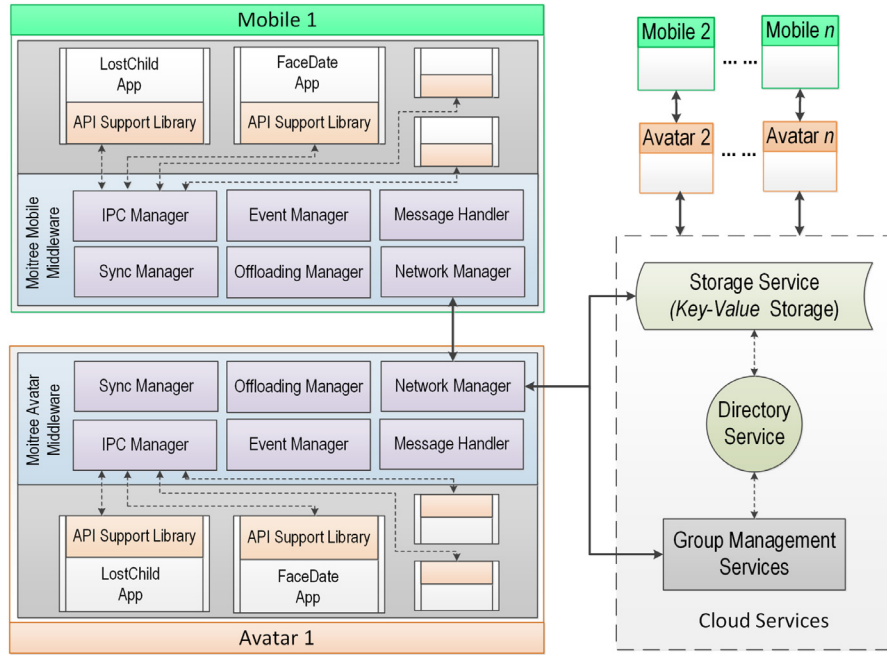 Mobile 1
LostChild
App
API Support Library
FaceDate
App
API Support Library
Moitree Mobile
Middleware
IPC Manager
Event Manager
Message Handler
Sync Manager
Offloading Manager
Network Manager
Moitree Avatar
Middleware
Sync Manager
Offloading Manager
Network Manager
IPC Manager
Event Manager
Message Handler
API Support Library
LostChild
App
API Support Library
FaceDate
App
Avatar 1
Mobile 2
... ...
Mobile n
Avatar 2
... ...
Avatar n
Storage Service
(Key-Value Storage)
Directory
Service
Group Management
Services
Cloud Services